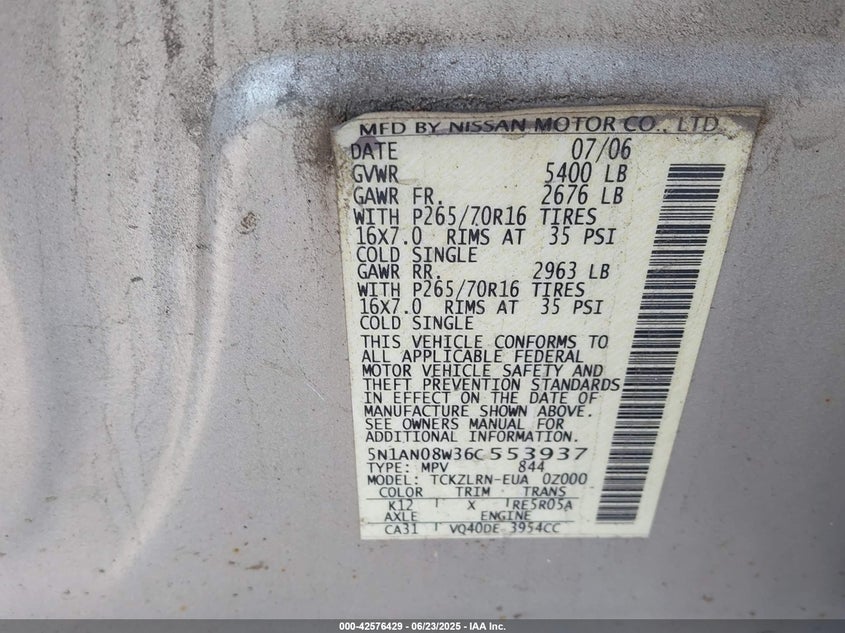 MFD BY NISSAN MOTOR CO., LTD
DATE 07/06
GVWR 5400 LB
GAWR FR. 2676 LB
WITH P265/70R16 TIRES
16X7.0 RIMS AT 35 PSI
COLD SINGLE
GAWR RR. 2963 LB
WITH P265/70R16 TIRES
16X7.0 RIMS AT 35 PSI
COLD SINGLE
THIS VEHICLE CONFORMS TO
ALL APPLICABLE FEDERAL
MOTOR VEHICLE SAFETY AND
THEFT PREVENTION STANDARDS
IN EFFECT ON THE DATE OF
MANUFACTURE SHOWN ABOVE.
SEE OWNERS MANUAL FOR
ADDITIONAL INFORMATION.
5N1AN08W36C553937
TYPE: MPV 844
MODEL: TCKZLRN-EUA 0Z000
COLOR TRIM TRANS
K12 X RE5R05A
AXLE ENGINE
CA31 VQ40DE 3954CC
000-42576429 - 06/23/2025 - IAA Inc.